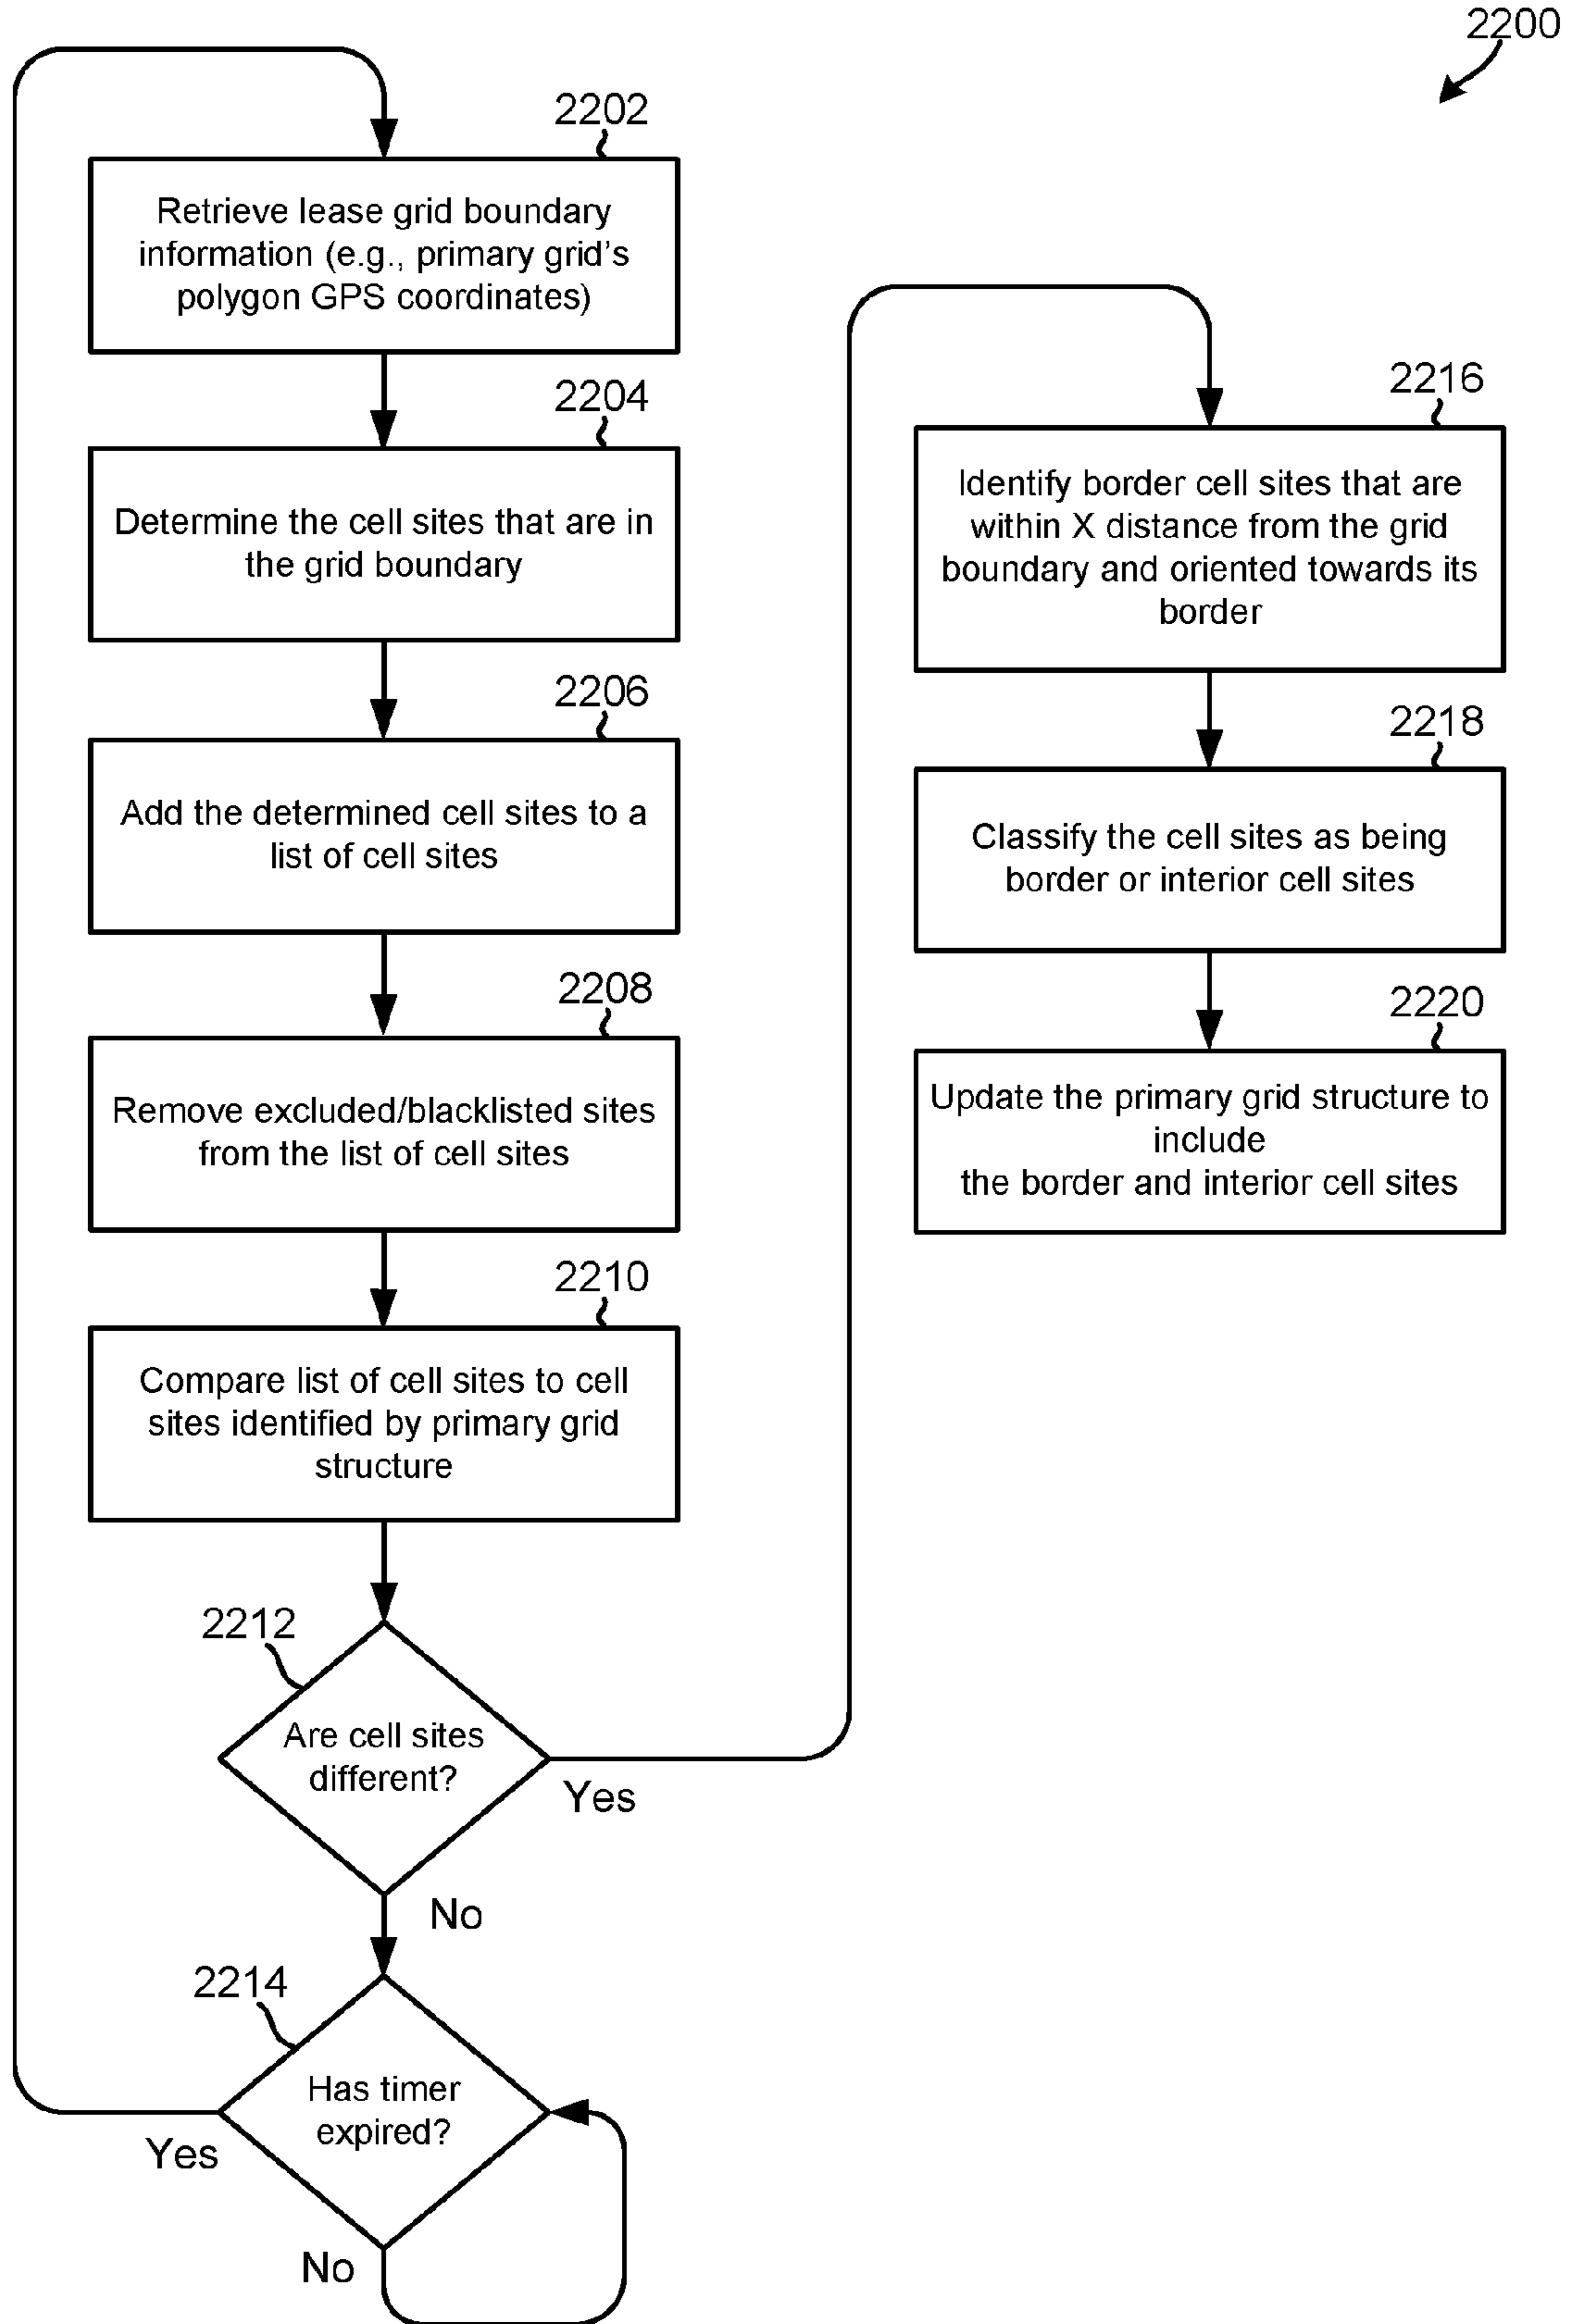 2200
2202
Retrieve lease grid boundary
information (e.g., primary grid's
polygon GPS coordinates)
2204
Determine the cell sites that are in
the grid boundary
2206
Add the determined cell sites to a
list of cell sites
2208
Remove excluded/blacklisted sites
from the list of cell sites
2210
Compare list of cell sites to cell
sites identified by primary grid
structure
2212
Are cell sites
different?
Yes
No
2214
Has timer
expired?
Yes
No
2216
Identify border cell sites that are
within X distance from the grid
boundary and oriented towards its
border
2218
Classify the cell sites as being
border or interior cell sites
2220
Update the primary grid structure to
include
the border and interior cell sites